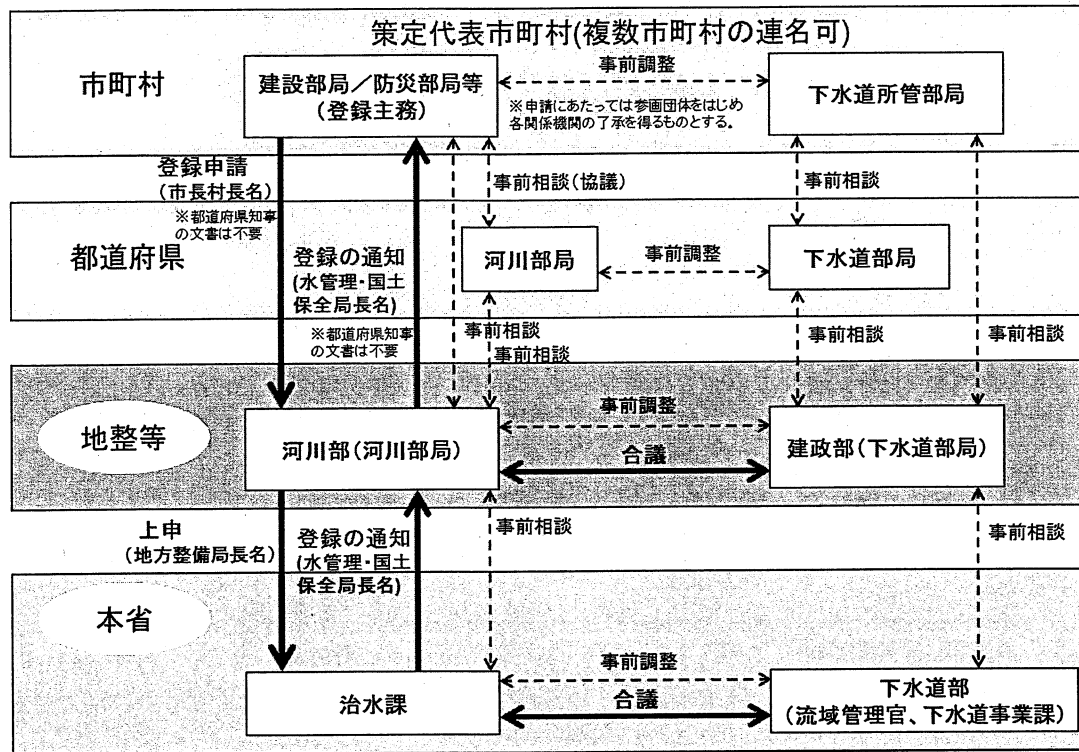 策定代表市町村(複数市町村の連名可)
市町村
建設部局／防災部局等
(登録主務)
事前調整
※申請にあたっては参画団体をはじめ
各関係機関の了承を得るものとする。
下水道所管部局
登録申請
(市長村長名)
※都道府県知事
の文書は不要
事前相談(協議)
事前相談
都道府県
登録の通知
(水管理・国土
保全局長名)
※都道府県知事
の文書は不要
河川部局
事前調整
下水道部局
事前相談
事前相談
事前相談
事前相談
地整等
河川部(河川部局)
事前調整
合議
建政部(下水道部局)
上申
(地方整備局長名)
登録の通知
(水管理・国土
保全局長名)
事前相談
事前相談
本省
治水課
事前調整
合議
下水道部
(流域管理官、下水道事業課)